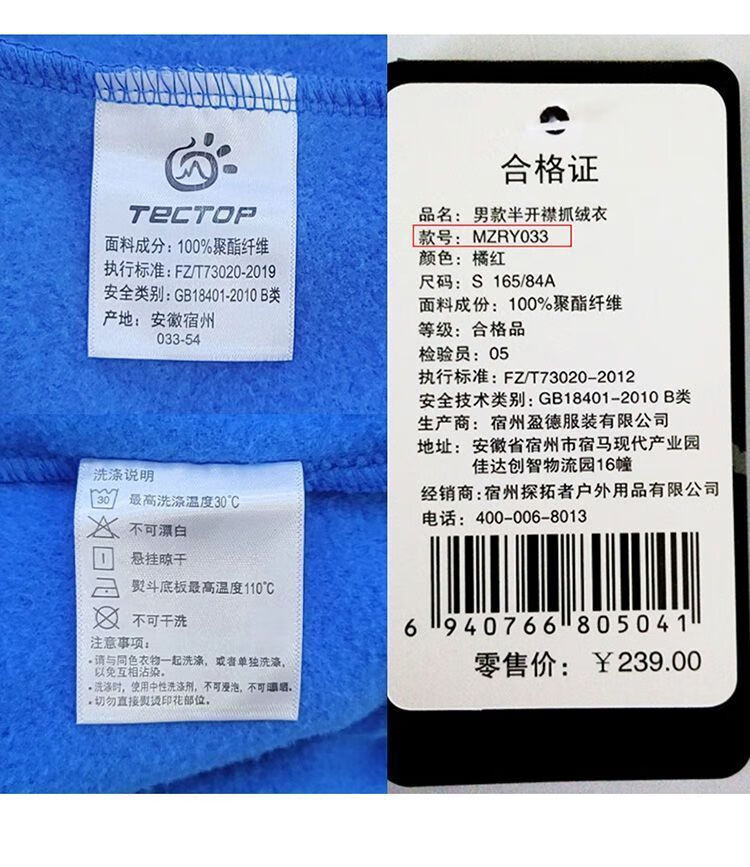 TECTOP
面料成分: 100%聚酯纤维
执行标准: FZ/T73020-2019
安全类别: GB18401-2010 B类
产地: 安徽宿州
033-54
洗涤说明
30 最高洗涤温度30℃
不可漂白
悬挂晾干
熨斗底板最高温度110℃
不可干洗
注意事项:
·请与同色衣物一起洗涤, 或者单独洗涤,
以免互相沾染。
·洗涤时, 使用中性洗涤剂, 不可浸泡, 不可曝晒。
·切勿直接熨烫印花部位。
合格证
品名: 男款半开襟抓绒衣
款号: MZRY033
颜色: 橘红
尺码: S 165/84A
面料成份: 100%聚酯纤维
等级: 合格品
检验员: 05
执行标准: FZ/T73020-2012
安全技术类别: GB18401-2010 B类
生产商: 宿州盈德服装有限公司
地址: 安徽省宿州市宿马现代产业园
佳达创智物流园16幢
经销商: 宿州探拓者户外用品有限公司
电话: 400-006-8013
6 940766 805041
零售价: ￥239.00